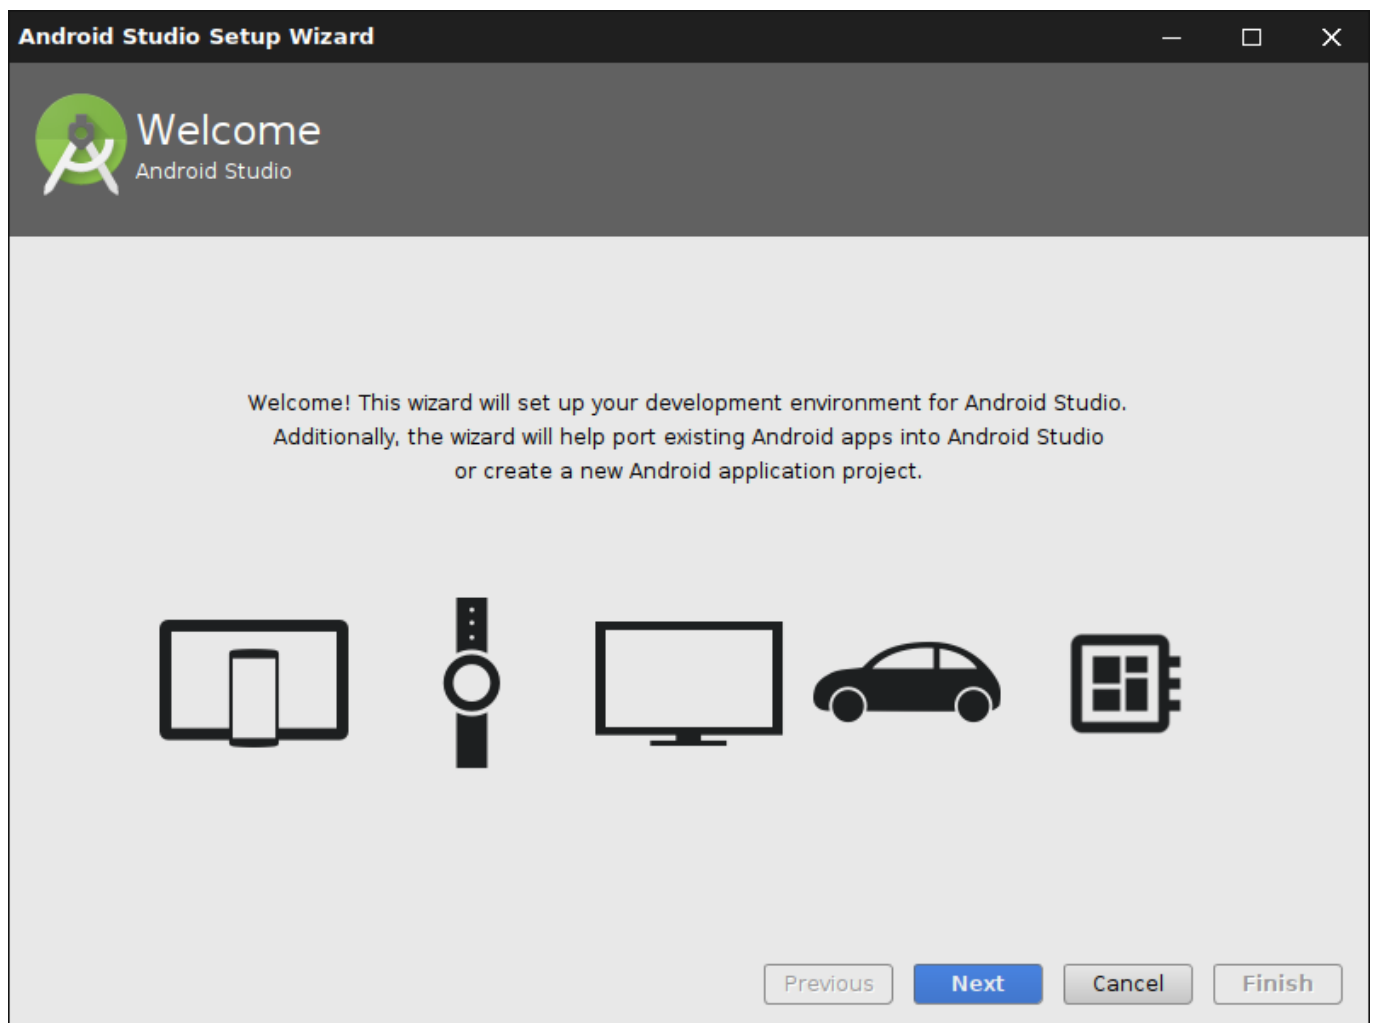 Android Studio Setup Wizard
Welcome
Android Studio
Welcome! This wizard will set up your development environment for Android Studio.
Additionally, the wizard will help port existing Android apps into Android Studio
or create a new Android application project.
Previous Next Cancel Finish